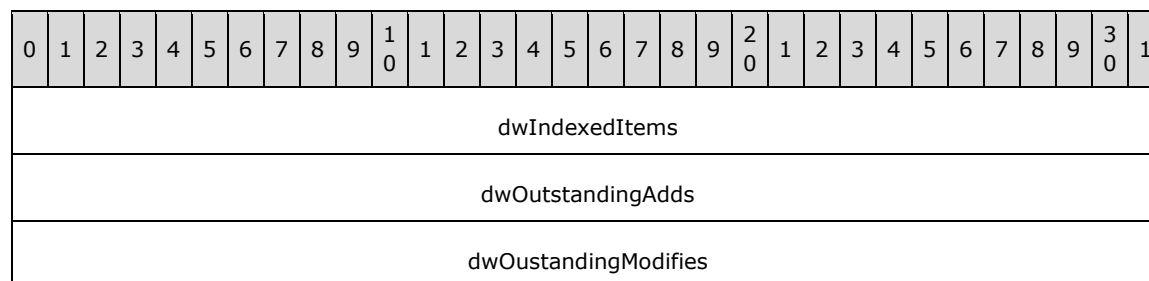 0 1 2 3 4 5 6 7 8 9 1 0 1 2 3 4 5 6 7 8 9 2 0 1 2 3 4 5 6 7 8 9 3 0 1
dwIndexedItems
dwOutstandingAdds
dwOustandingModifies